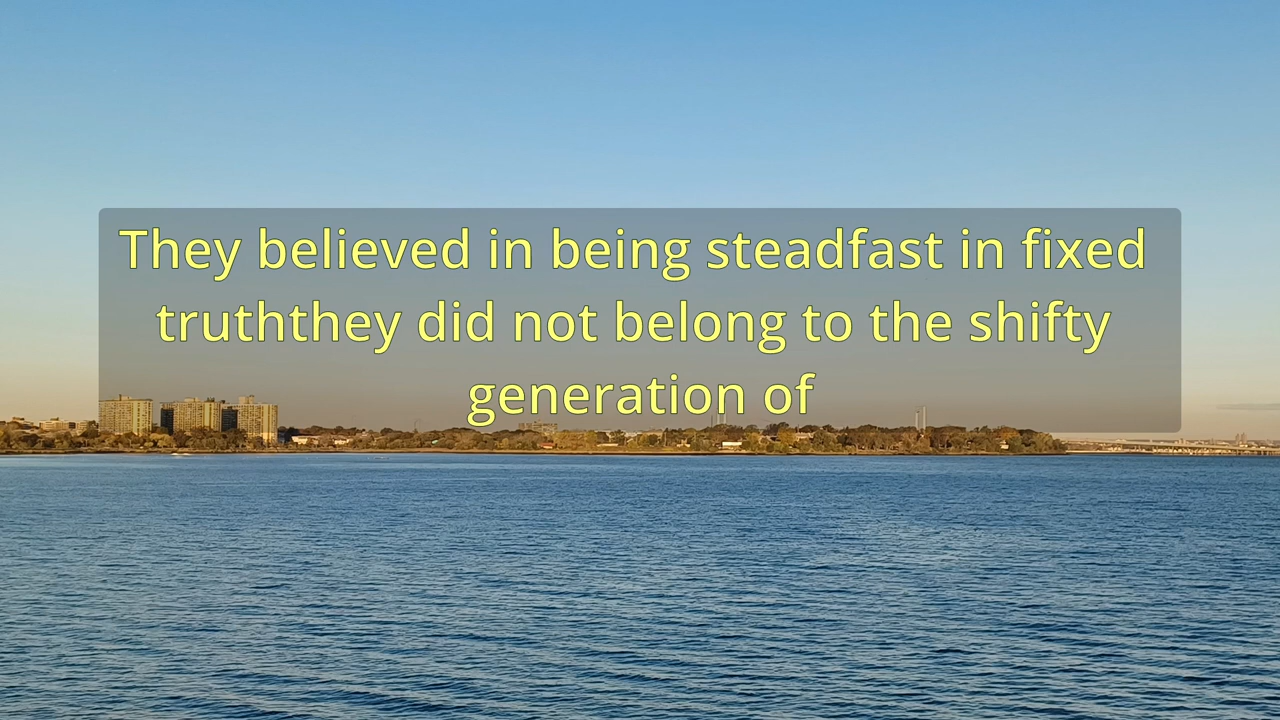 They believed in being steadfast in fixed
truththey did not belong to the shifty
generation of